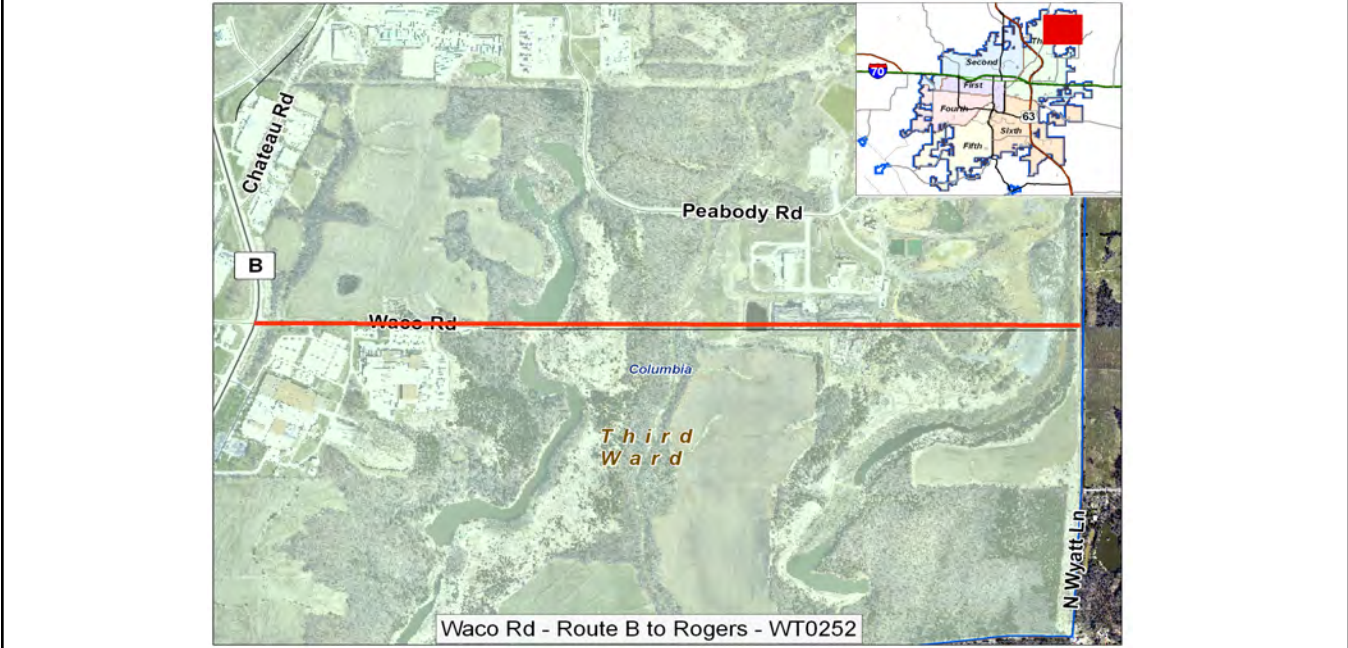 Th
Second
70
First
Fourth
63
Sixth
Fifth
Chateau Rd
Peabody Rd
B
Waco Rd
Columbia
Third
Ward
N Wyatt Ln
Waco Rd - Route B to Rogers - WT0252